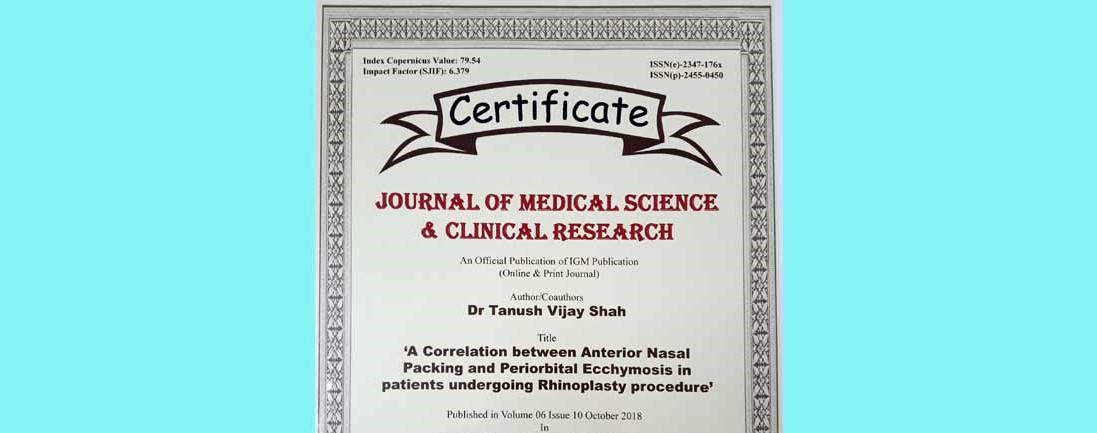 Index Copernicus Value: 79.54
Impact Factor (SJIF): 6.379
ISSN(e)-2347-176x
ISSN(p)-2455-0450
Certificate
JOURNAL OF MEDICAL SCIENCE
& CLINICAL RESEARCH
An Official Publication of IGM Publication
(Online & Print Journal)
Author/Coauthors
Dr Tanush Vijay Shah
Title
‘A Correlation between Anterior Nasal
Packing and Periorbital Ecchymosis in
patients undergoing Rhinoplasty procedure’
Published in Volume 06 Issue 10 October 2018
In